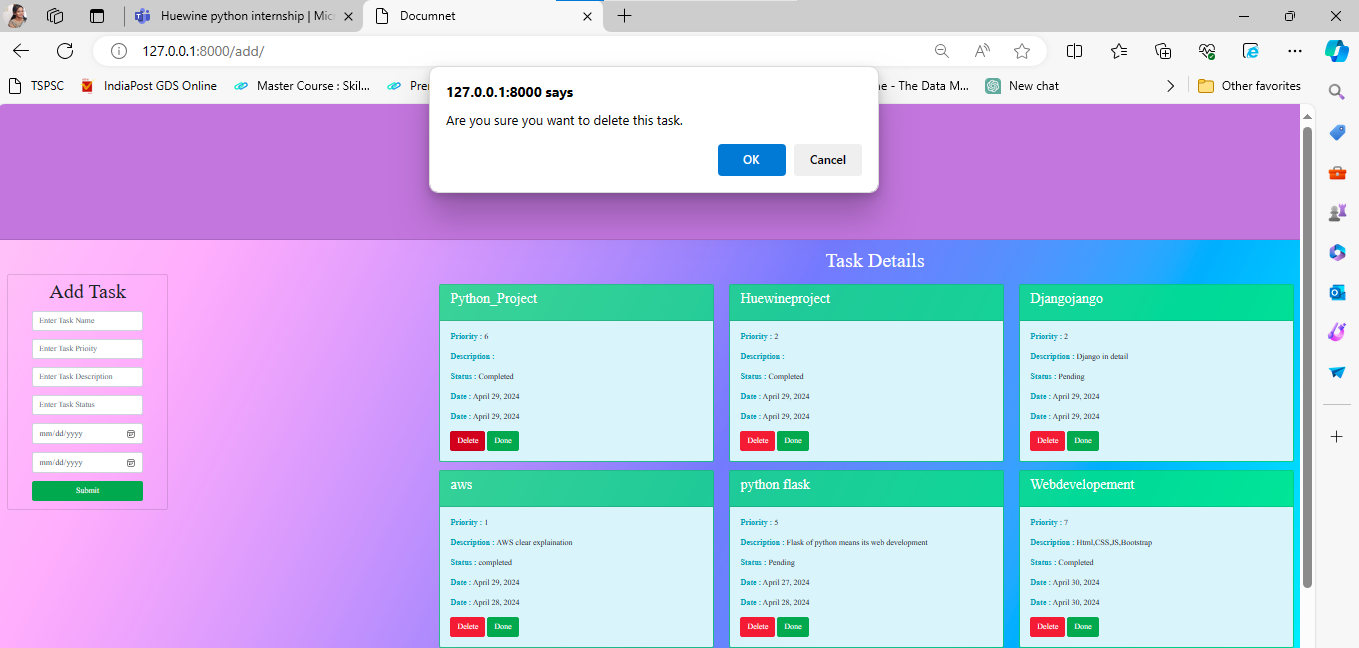 Huewine python internship | Mic
Documnet
127.0.0.1:8000/add/
TSPSC
IndiaPost GDS Online
Master Course : Skil...
Prer
e - The Data M...
New chat
Other favorites
127.0.0.1:8000 says
Are you sure you want to delete this task.
OK
Cancel
Task Details
Add Task
Enter Task Name
Enter Task Prioity
Enter Task Description
Enter Task Status
mm/dd/yyyy
mm/dd/yyyy
Submit
Python_Project
Priority : 6
Description :
Status : Completed
Date : April 29, 2024
Date : April 29, 2024
Delete Done
Huewineproject
Priority : 2
Description :
Status : Completed
Date : April 29, 2024
Date : April 29, 2024
Delete Done
Djangojango
Priority : 2
Description : Django in detail
Status : Pending
Date : April 29, 2024
Date : April 29, 2024
Delete Done
aws
Priority : 1
Description : AWS clear explaination
Status : completed
Date : April 29, 2024
Date : April 28, 2024
Delete Done
python flask
Priority : 5
Description : Flask of python means its web development
Status : Pending
Date : April 27, 2024
Date : April 28, 2024
Delete Done
Webdevelopement
Priority : 7
Description : Html,CSS,JS,Bootstrap
Status : Completed
Date : April 30, 2024
Date : April 30, 2024
Delete Done